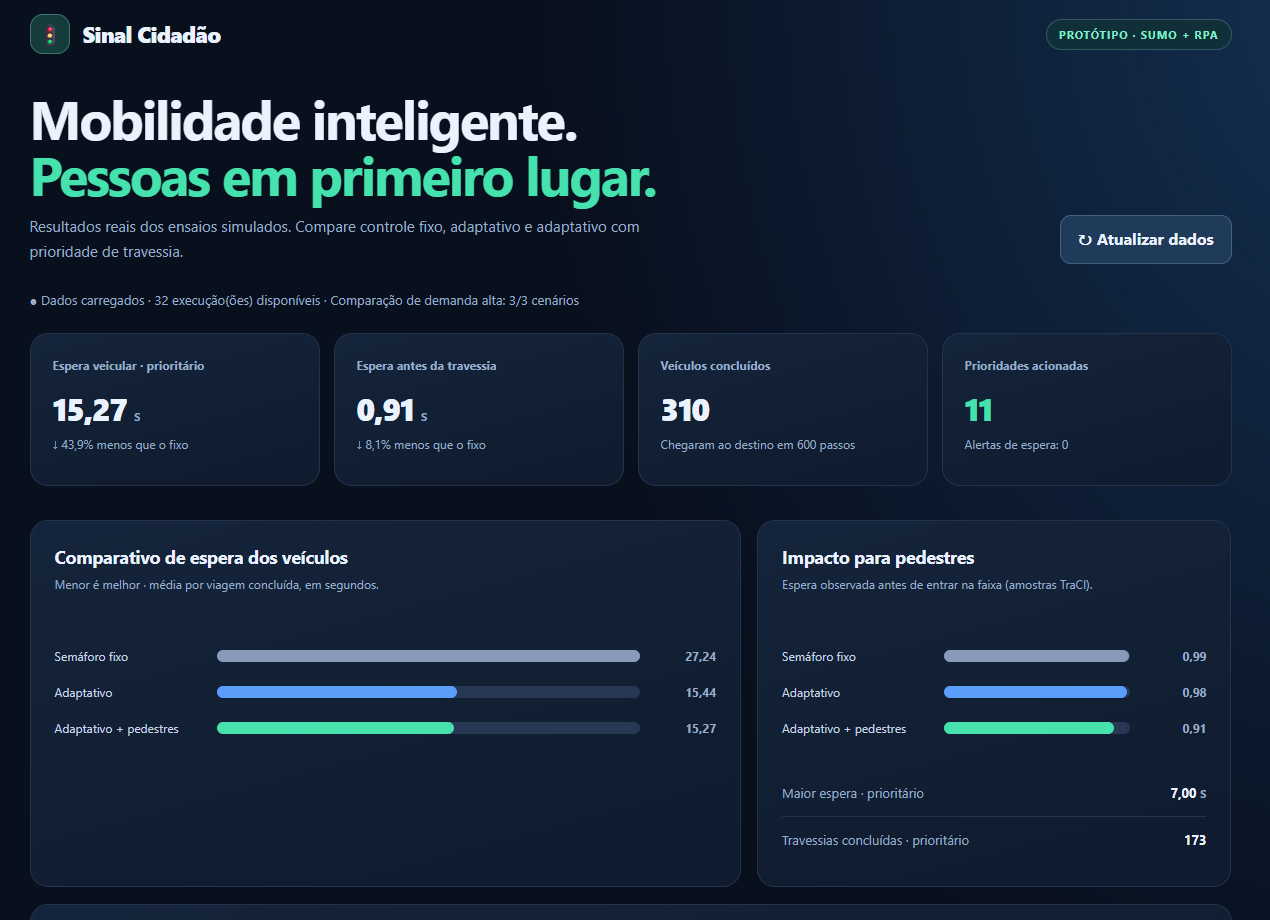 Sinal Cidadão
PROTÓTIPO · SUMO + RPA
Mobilidade inteligente.
Pessoas em primeiro lugar.
Resultados reais dos ensaios simulados. Compare controle fixo, adaptativo e adaptativo com
prioridade de travessia.
↻ Atualizar dados
● Dados carregados · 32 execução(ões) disponíveis · Comparação de demanda alta: 3/3 cenários
Espera veicular · prioritário
15,27 s
↓ 43,9% menos que o fixo
Espera antes da travessia
0,91 s
↓ 8,1% menos que o fixo
Veículos concluídos
310
Chegaram ao destino em 600 passos
Prioridades acionadas
11
Alertas de espera: 0
Comparativo de espera dos veículos
Menor é melhor · média por viagem concluída, em segundos.
Semáforo fixo 27,24
Adaptativo 15,44
Adaptativo + pedestres 15,27
Impacto para pedestres
Espera observada antes de entrar na faixa (amostras TraCI).
Semáforo fixo 0,99
Adaptativo 0,98
Adaptativo + pedestres 0,91
Maior espera · prioritário 7,00 s
Travessias concluídas · prioritário 173